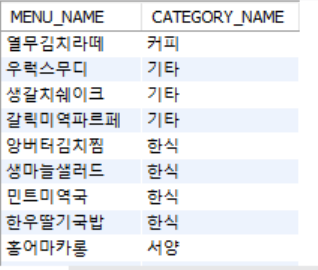 MENU_NAME CATEGORY_NAME
열무김치라떼 커피
우럭스무디 기타
생갈치쉐이크 기타
갈릭미역파르페 기타
앙버터김치찜 한식
생마늘샐러드 한식
민트미역국 한식
한우딸기국밥 한식
홍어마카롱 서양